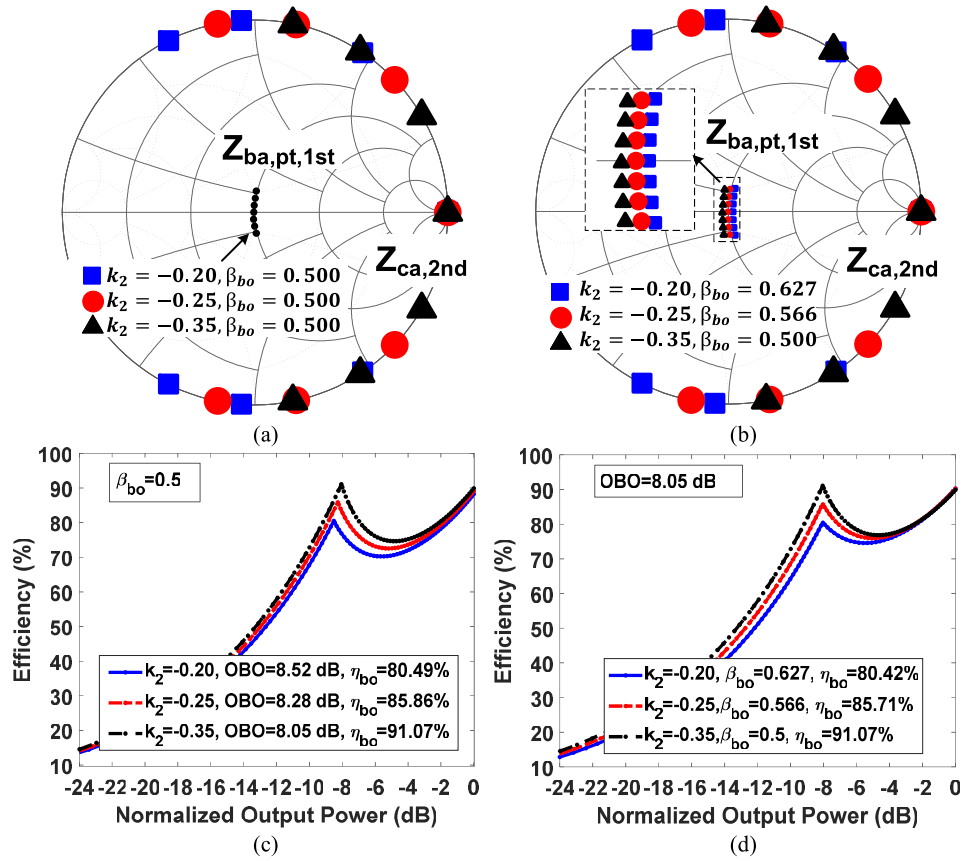 Z_ba,pt,1st
Z_ca,2nd
k₂ = −0.20, β_bo = 0.500
k₂ = −0.25, β_bo = 0.500
k₂ = −0.35, β_bo = 0.500
(a)
Z_ba,pt,1st
Z_ca,2nd
k₂ = −0.20, β_bo = 0.627
k₂ = −0.25, β_bo = 0.566
k₂ = −0.35, β_bo = 0.500
(b)
100
90
80
70
60
50
40
30
20
10
Efficiency (%)
β_bo=0.5
k₂=-0.20, OBO=8.52 dB, η_bo=80.49%
k₂=-0.25, OBO=8.28 dB, η_bo=85.86%
k₂=-0.35, OBO=8.05 dB, η_bo=91.07%
-24 -22 -20 -18 -16 -14 -12 -10 -8 -6 -4 -2 0
Normalized Output Power (dB)
(c)
100
90
80
70
60
50
40
30
20
10
Efficiency (%)
OBO=8.05 dB
k₂=-0.20, β_bo=0.627, η_bo=80.42%
k₂=-0.25,β_bo=0.566, η_bo=85.71%
k₂=-0.35,β_bo=0.5, η_bo=91.07%
-24 -22 -20 -18 -16 -14 -12 -10 -8 -6 -4 -2 0
Normalized Output Power (dB)
(d)